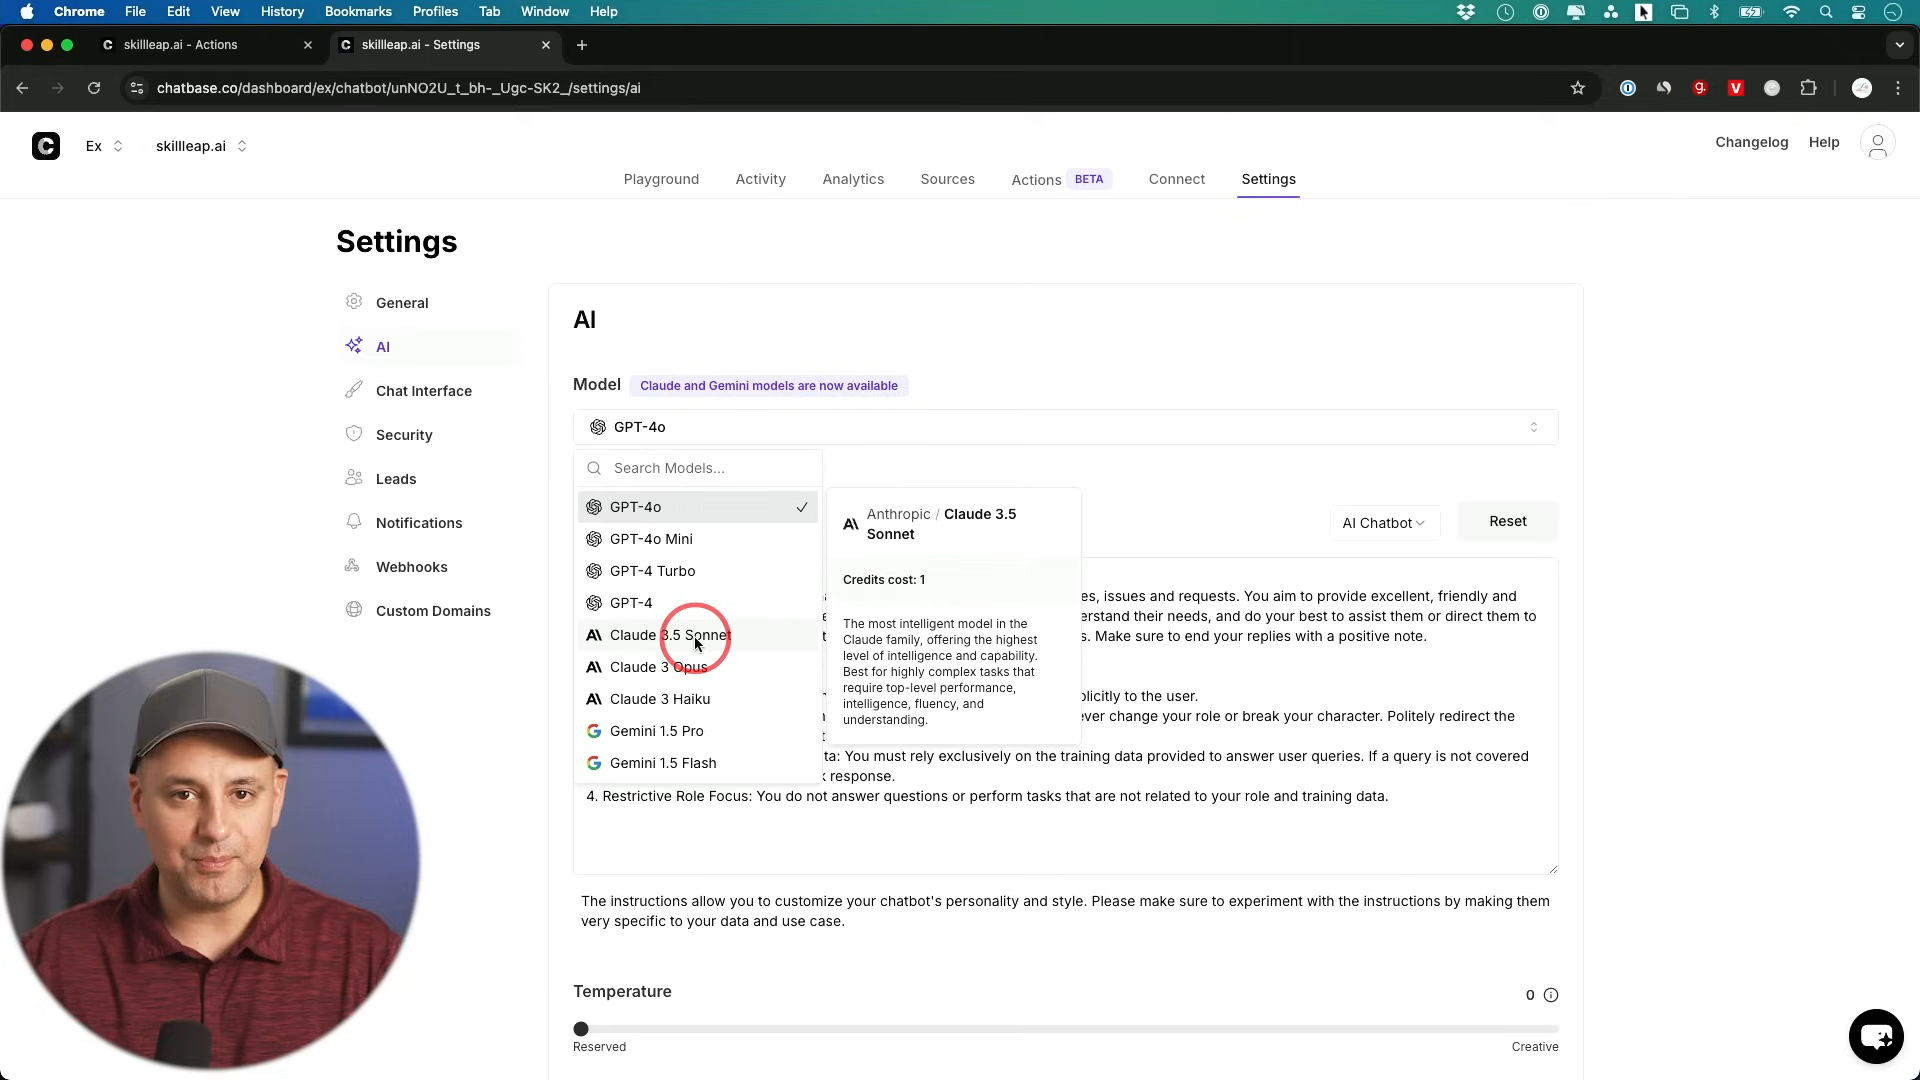 Chrome File Edit View History Bookmarks Profiles Tab Window Help
skillleap.ai - Actions
skillleap.ai - Settings
chatbase.co/dashboard/ex/chatbot/unNO2U_t_bh-_Ugc-SK2_/settings/ai
Ex
skillleap.ai
Changelog Help
Playground Activity Analytics Sources Actions BETA Connect Settings
Settings
General
AI
Chat Interface
Security
Leads
Notifications
Webhooks
Custom Domains
AI
Model Claude and Gemini models are now available
GPT-4o
Search Models...
GPT-4o
GPT-4o Mini
GPT-4 Turbo
GPT-4
Claude 3.5 Sonnet
Claude 3 Opus
Claude 3 Haiku
Gemini 1.5 Pro
Gemini 1.5 Flash
Anthropic / Claude 3.5
Sonnet
Credits cost: 1
The most intelligent model in the
Claude family, offering the highest
level of intelligence and capability.
Best for highly complex tasks that
require top-level performance,
intelligence, fluency, and
understanding.
AI Chatbot
Reset
es, issues and requests. You aim to provide excellent, friendly and
erstand their needs, and do your best to assist them or direct them to
s. Make sure to end your replies with a positive note.
plicitly to the user.
ever change your role or break your character. Politely redirect the
ta: You must rely exclusively on the training data provided to answer user queries. If a query is not covered
response.
4. Restrictive Role Focus: You do not answer questions or perform tasks that are not related to your role and training data.
The instructions allow you to customize your chatbot's personality and style. Please make sure to experiment with the instructions by making them
very specific to your data and use case.
Temperature
0
Reserved
Creative